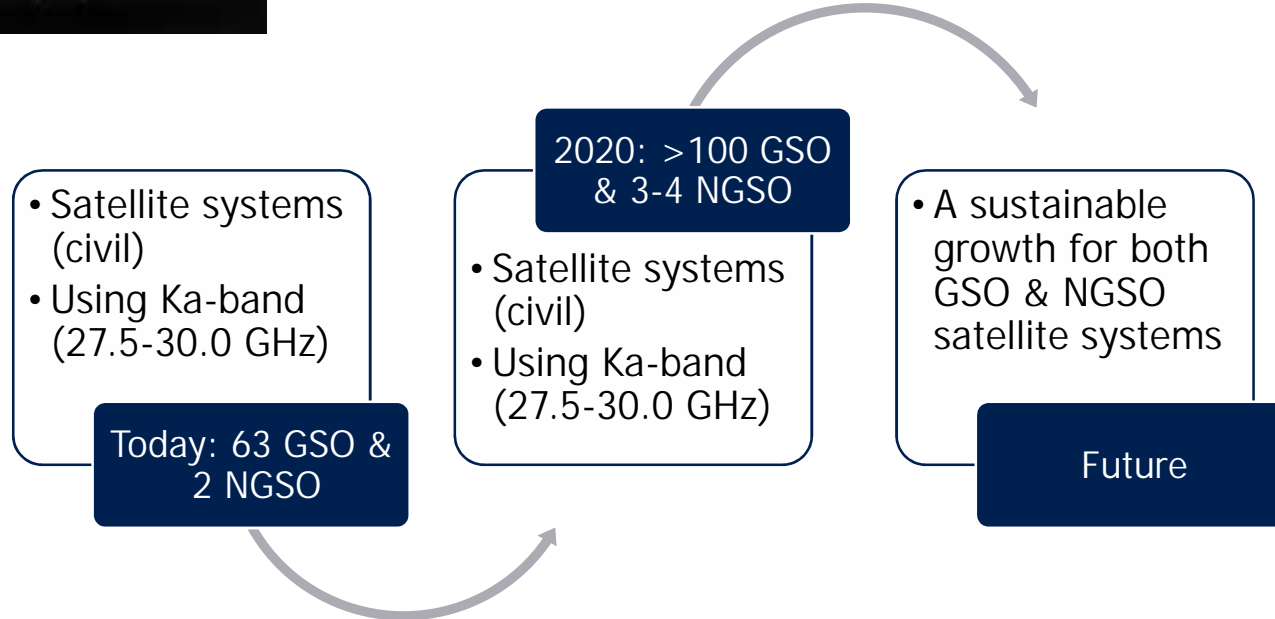 • Satellite systems
(civil)
• Using Ka-band
(27.5-30.0 GHz)
Today: 63 GSO &
2 NGSO
2020: >100 GSO
& 3-4 NGSO
• Satellite systems
(civil)
• Using Ka-band
(27.5-30.0 GHz)
• A sustainable
growth for both
GSO & NGSO
satellite systems
Future